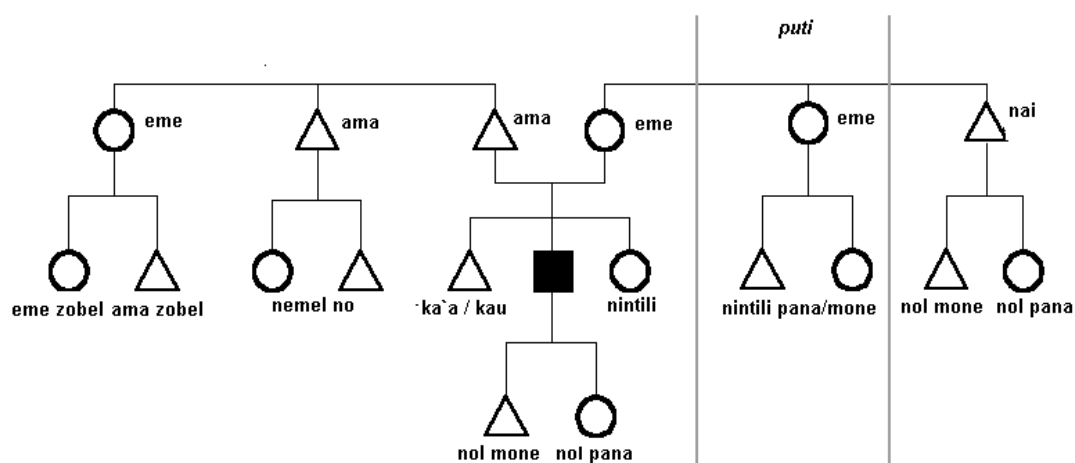 puti
eme
ama
ama
eme
eme
nai
eme zobel ama zobel
nemel no
ka`a / kau
nintili
nintili pana/mone
nol mone
nol pana
nol mone
nol pana